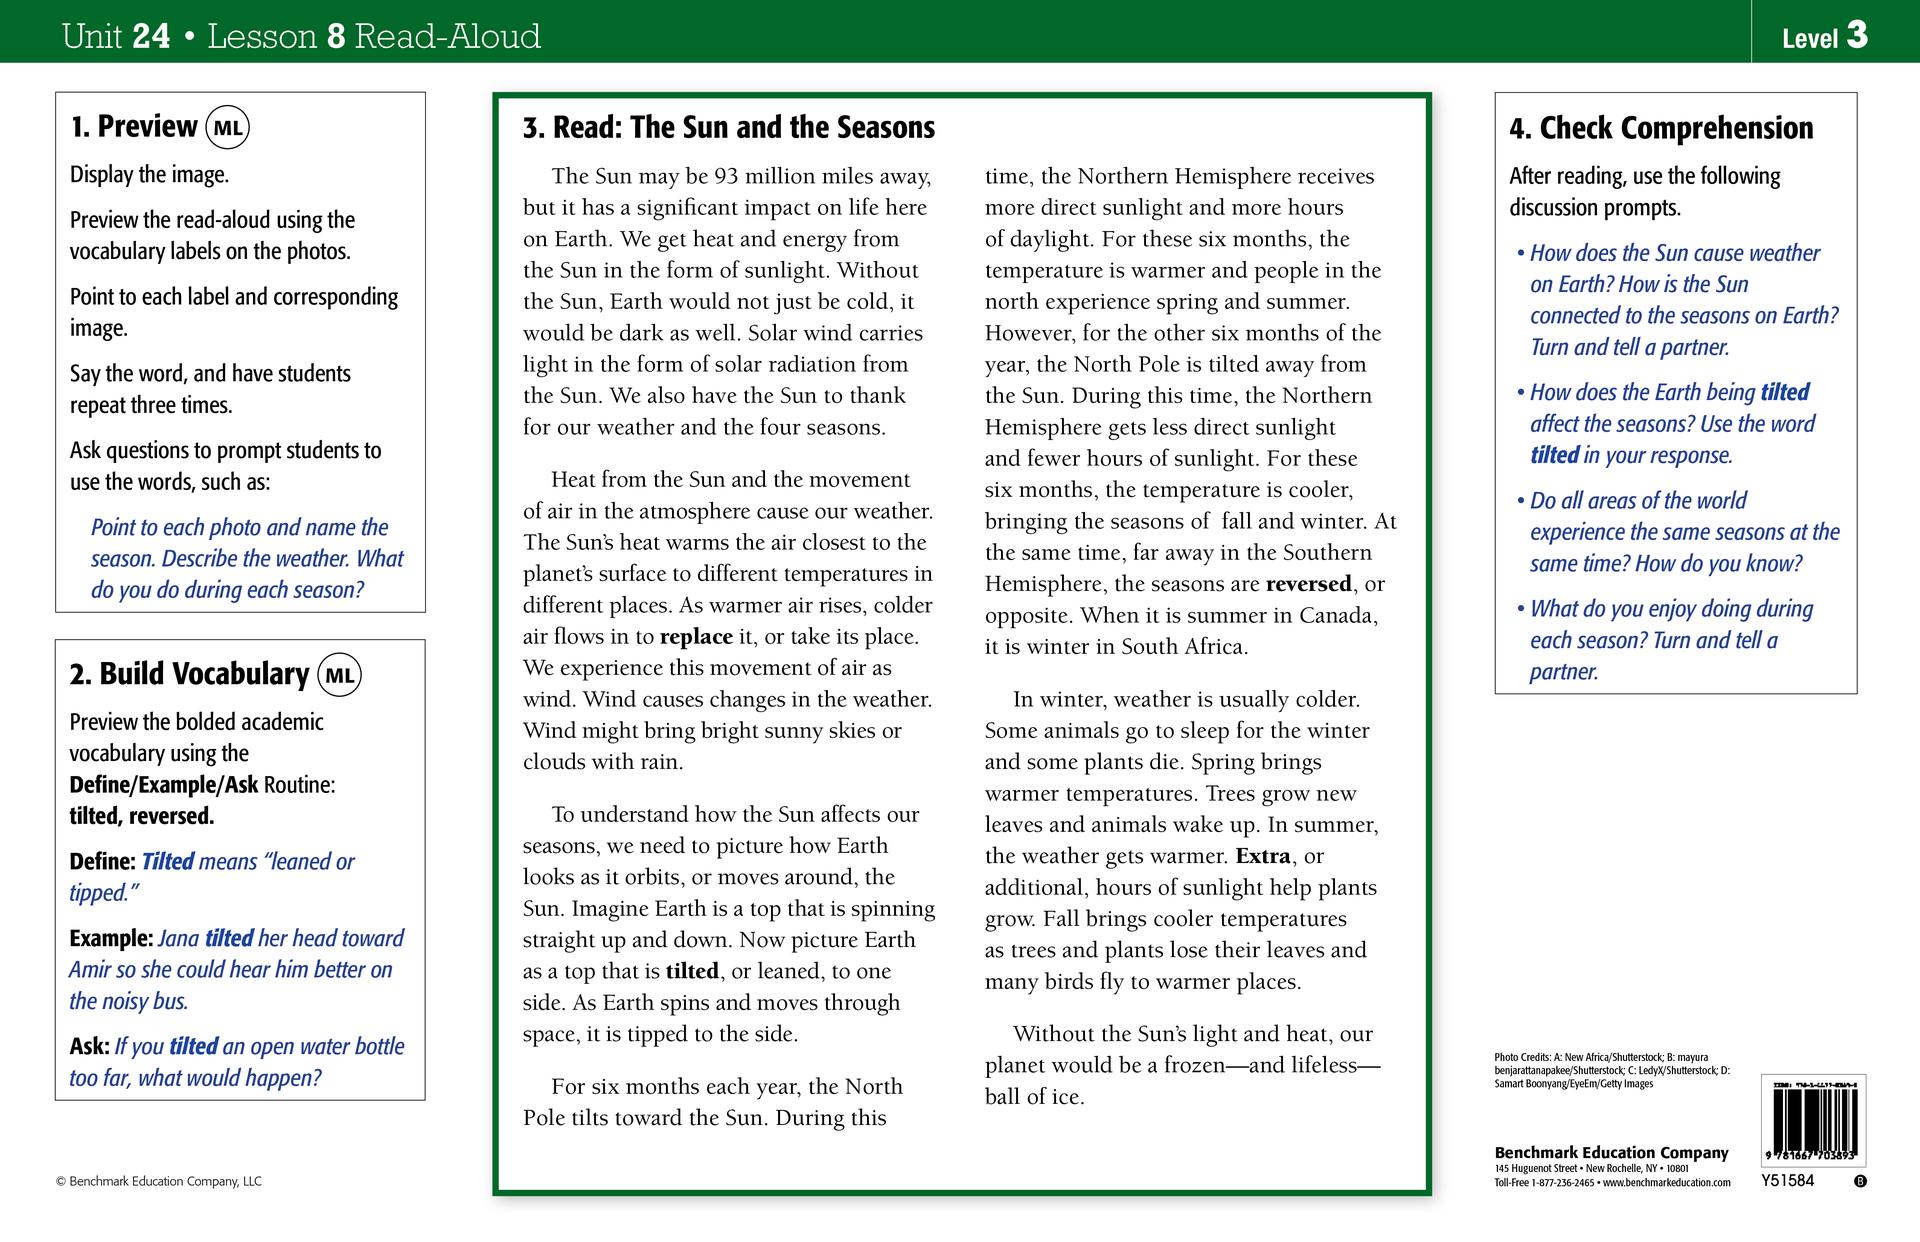 Unit 24 • Lesson 8 Read-Aloud
Level 3
1. Preview ML
Display the image.
Preview the read-aloud using the
vocabulary labels on the photos.
Point to each label and corresponding
image.
Say the word, and have students
repeat three times.
Ask questions to prompt students to
use the words, such as:
Point to each photo and name the
season. Describe the weather. What
do you do during each season?
2. Build Vocabulary ML
Preview the bolded academic
vocabulary using the
Define/Example/Ask Routine:
tilted, reversed.
Define: Tilted means “leaned or
tipped.”
Example: Jana tilted her head toward
Amir so she could hear him better on
the noisy bus.
Ask: If you tilted an open water bottle
too far, what would happen?
© Benchmark Education Company, LLC
3. Read: The Sun and the Seasons
The Sun may be 93 million miles away,
but it has a significant impact on life here
on Earth. We get heat and energy from
the Sun in the form of sunlight. Without
the Sun, Earth would not just be cold, it
would be dark as well. Solar wind carries
light in the form of solar radiation from
the Sun. We also have the Sun to thank
for our weather and the four seasons.
Heat from the Sun and the movement
of air in the atmosphere cause our weather.
The Sun’s heat warms the air closest to the
planet’s surface to different temperatures in
different places. As warmer air rises, colder
air flows in to replace it, or take its place.
We experience this movement of air as
wind. Wind causes changes in the weather.
Wind might bring bright sunny skies or
clouds with rain.
To understand how the Sun affects our
seasons, we need to picture how Earth
looks as it orbits, or moves around, the
Sun. Imagine Earth is a top that is spinning
straight up and down. Now picture Earth
as a top that is tilted, or leaned, to one
side. As Earth spins and moves through
space, it is tipped to the side.
For six months each year, the North
Pole tilts toward the Sun. During this
time, the Northern Hemisphere receives
more direct sunlight and more hours
of daylight. For these six months, the
temperature is warmer and people in the
north experience spring and summer.
However, for the other six months of the
year, the North Pole is tilted away from
the Sun. During this time, the Northern
Hemisphere gets less direct sunlight
and fewer hours of sunlight. For these
six months, the temperature is cooler,
bringing the seasons of fall and winter. At
the same time, far away in the Southern
Hemisphere, the seasons are reversed, or
opposite. When it is summer in Canada,
it is winter in South Africa.
In winter, weather is usually colder.
Some animals go to sleep for the winter
and some plants die. Spring brings
warmer temperatures. Trees grow new
leaves and animals wake up. In summer,
the weather gets warmer. Extra, or
additional, hours of sunlight help plants
grow. Fall brings cooler temperatures
as trees and plants lose their leaves and
many birds fly to warmer places.
Without the Sun’s light and heat, our
planet would be a frozen—and lifeless—
ball of ice.
4. Check Comprehension
After reading, use the following
discussion prompts.
• How does the Sun cause weather
on Earth? How is the Sun
connected to the seasons on Earth?
Turn and tell a partner.
• How does the Earth being tilted
affect the seasons? Use the word
tilted in your response.
• Do all areas of the world
experience the same seasons at the
same time? How do you know?
• What do you enjoy doing during
each season? Turn and tell a
partner.
Photo Credits: A: New Africa/Shutterstock; B: mayura
benjarattanapakee/Shutterstock; C: LedyX/Shutterstock; D:
Samart Boonyang/EyeEm/Getty Images
Benchmark Education Company
145 Huguenot Street • New Rochelle, NY • 10801
Toll-Free 1-877-236-2465 • www.benchmarkeducation.com
9 781667 703893
Y51584
B